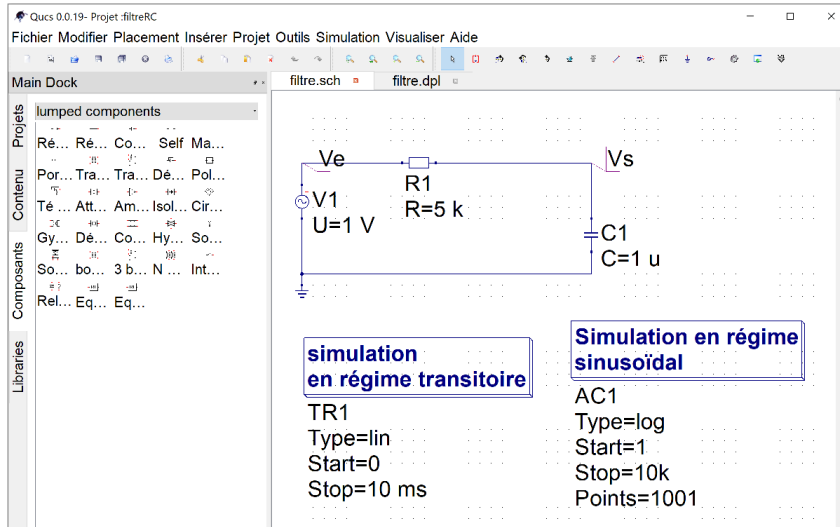 Qucs 0.0.19- Projet :filtreRC
Fichier Modifier Placement Insérer Projet Outils Simulation Visualiser Aide
Main Dock
filtre.sch
filtre.dpl
Projets
Contenu
Composants
Libraries
lumped components
Ré... Ré... Co... Self Ma...
Por... Tra... Tra... Dé... Pol...
Té ... Att... Am... Isol... Cir...
Gy... Dé... Co... Hy... So...
So... bo... 3 b... N ... Int...
Rel... Eq... Eq...
Ve
Vs
R1
R=5 k
V1
U=1 V
C1
C=1 u
simulation
en régime transitoire
TR1
Type=lin
Start=0
Stop=10 ms
Simulation en régime
sinusoïdal
AC1
Type=log
Start=1
Stop=10k
Points=1001